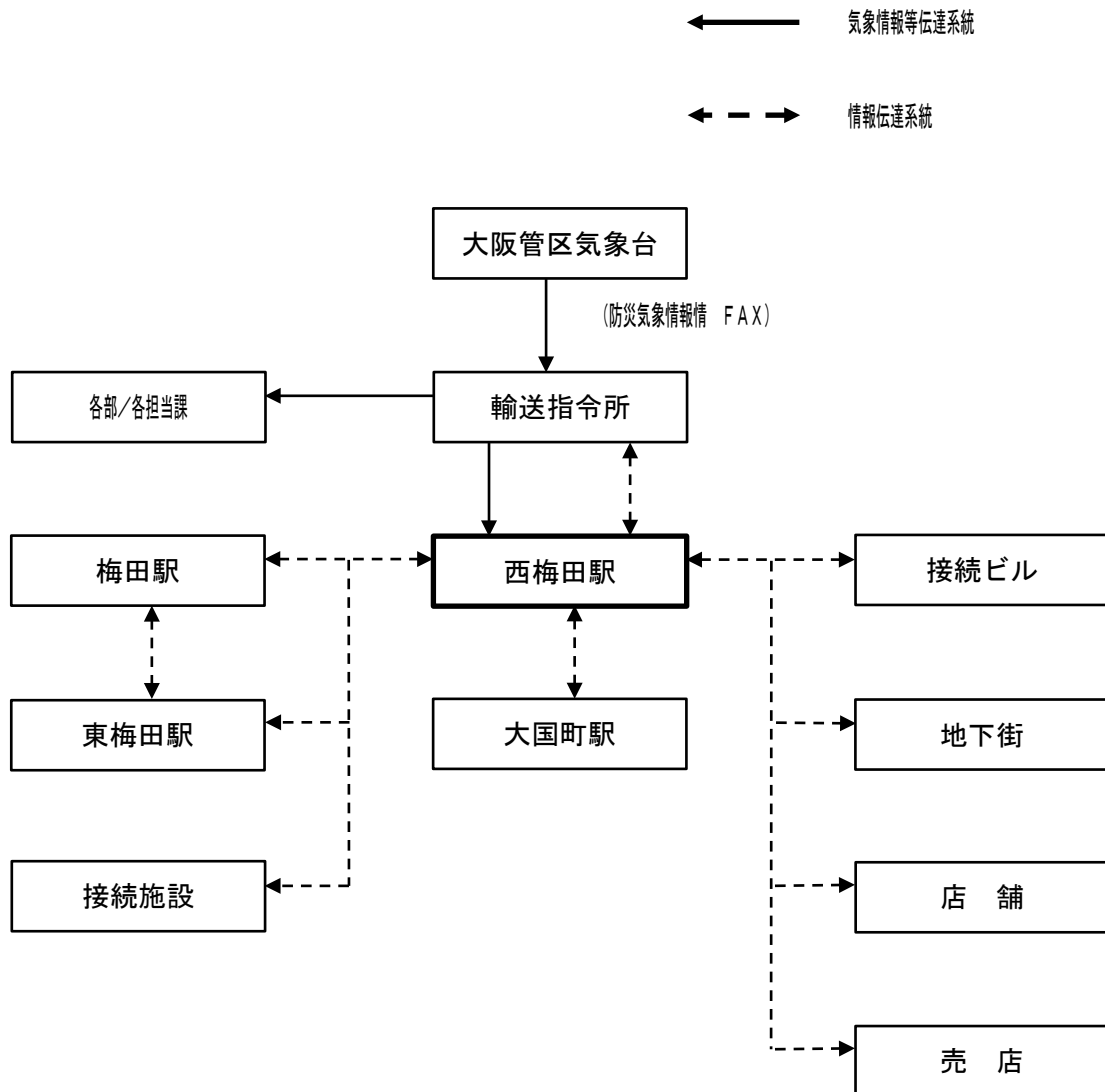 気象情報等伝達系統
情報伝達系統
大阪管区気象台
(防災気象情報情　ＦＡＸ)
各部／各担当課
輸送指令所
梅田駅
西梅田駅
接続ビル
東梅田駅
大国町駅
地下街
接続施設
店　舗
売　店